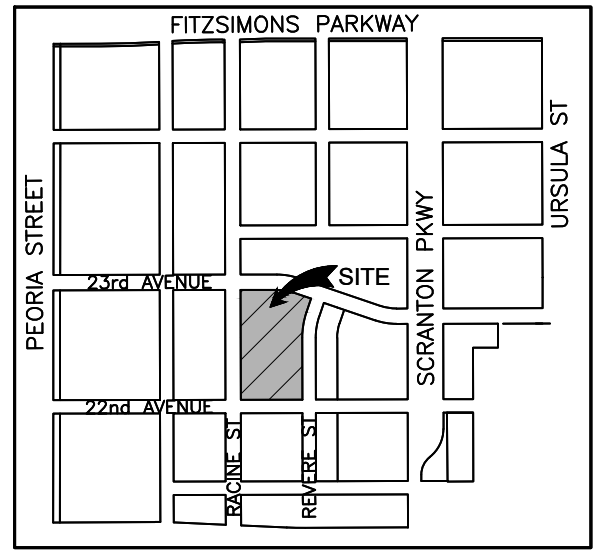 FITZSIMONS PARKWAY
URSULA ST
PEORIA STREET
SCRANTON PKWY
SITE
23rd AVENUE
22nd AVENUE
RACINE ST
REVERE ST